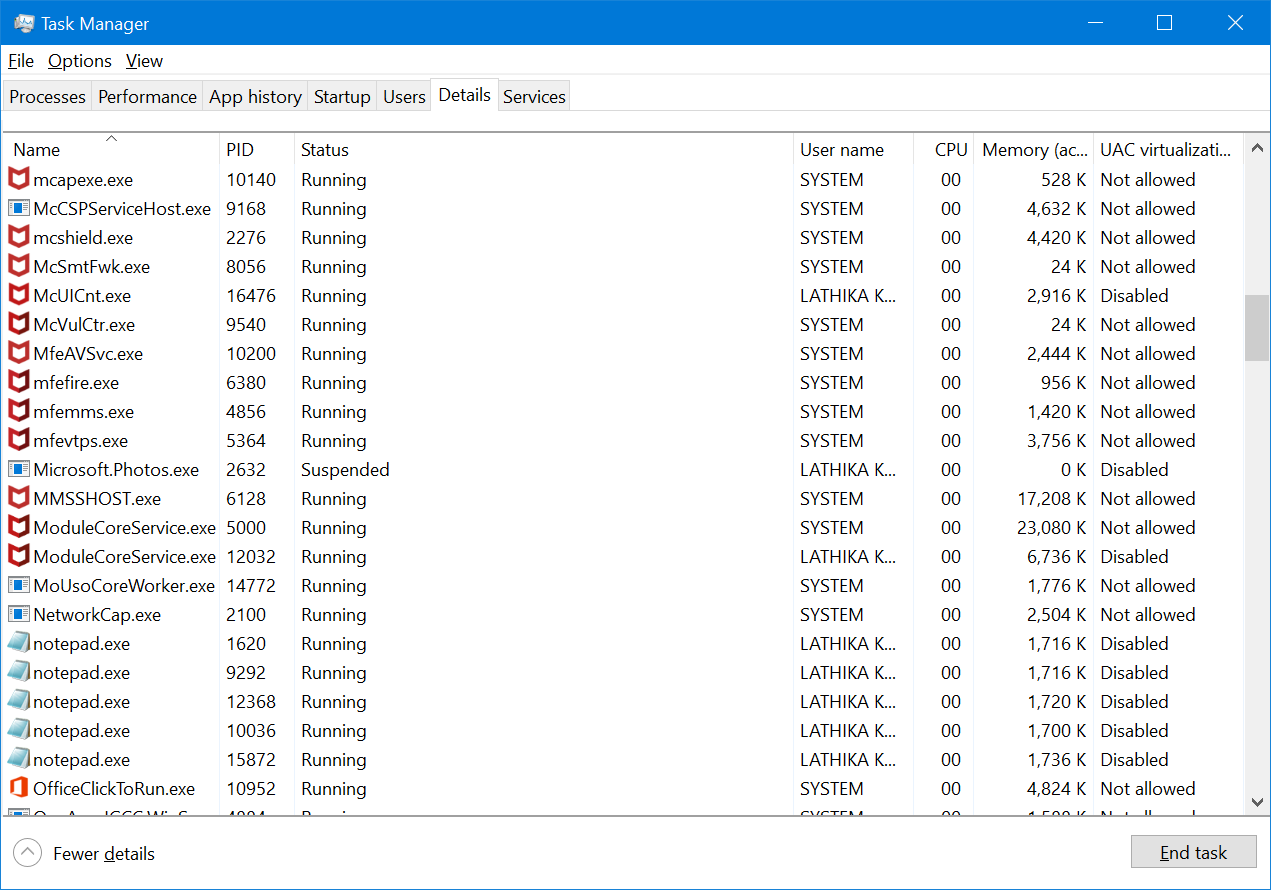 Task Manager
File Options View
Processes Performance App history Startup Users Details Services
Name PID Status User name CPU Memory (ac... UAC virtualizati...
mcapexe.exe 10140 Running SYSTEM 00 528 K Not allowed
McCSPServiceHost.exe 9168 Running SYSTEM 00 4,632 K Not allowed
mcshield.exe 2276 Running SYSTEM 00 4,420 K Not allowed
McSmtFwk.exe 8056 Running SYSTEM 00 24 K Not allowed
McUICnt.exe 16476 Running LATHIKA K... 00 2,916 K Disabled
McVulCtr.exe 9540 Running SYSTEM 00 24 K Not allowed
MfeAVSvc.exe 10200 Running SYSTEM 00 2,444 K Not allowed
mfefire.exe 6380 Running SYSTEM 00 956 K Not allowed
mfemms.exe 4856 Running SYSTEM 00 1,420 K Not allowed
mfevtps.exe 5364 Running SYSTEM 00 3,756 K Not allowed
Microsoft.Photos.exe 2632 Suspended LATHIKA K... 00 0 K Disabled
MMSSHOST.exe 6128 Running SYSTEM 00 17,208 K Not allowed
ModuleCoreService.exe 5000 Running SYSTEM 00 23,080 K Not allowed
ModuleCoreService.exe 12032 Running LATHIKA K... 00 6,736 K Disabled
MoUsoCoreWorker.exe 14772 Running SYSTEM 00 1,776 K Not allowed
NetworkCap.exe 2100 Running SYSTEM 00 2,504 K Not allowed
notepad.exe 1620 Running LATHIKA K... 00 1,716 K Disabled
notepad.exe 9292 Running LATHIKA K... 00 1,716 K Disabled
notepad.exe 12368 Running LATHIKA K... 00 1,720 K Disabled
notepad.exe 10036 Running LATHIKA K... 00 1,700 K Disabled
notepad.exe 15872 Running LATHIKA K... 00 1,736 K Disabled
OfficeClickToRun.exe 10952 Running SYSTEM 00 4,824 K Not allowed
Running SYSTEM 00 Not allowed
Fewer details End task